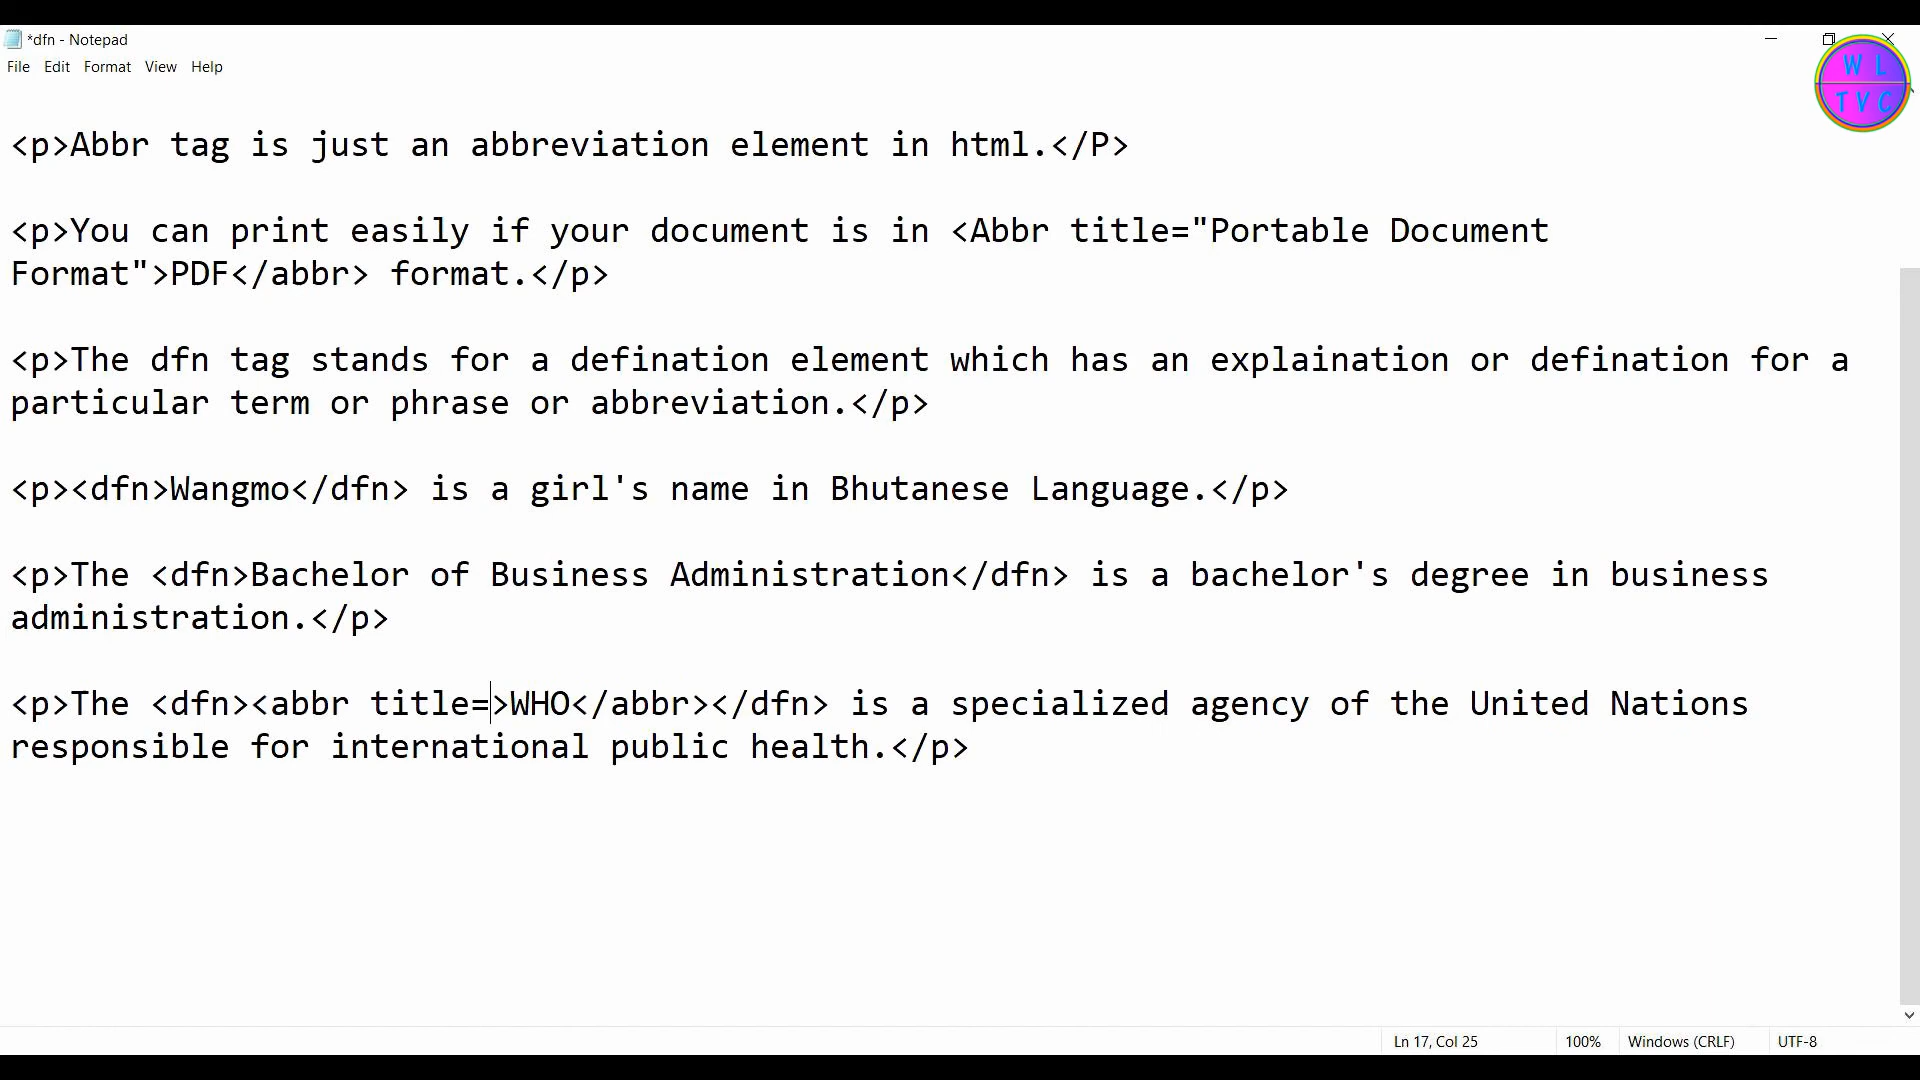 *dfn - Notepad
File Edit Format View Help
W L
T V C
<p>Abbr tag is just an abbreviation element in html.</P>
<p>You can print easily if your document is in <Abbr title="Portable Document
Format">PDF</abbr> format.</p>
<p>The dfn tag stands for a defination element which has an explaination or defination for a
particular term or phrase or abbreviation.</p>
<p><dfn>Wangmo</dfn> is a girl's name in Bhutanese Language.</p>
<p>The <dfn>Bachelor of Business Administration</dfn> is a bachelor's degree in business
administration.</p>
<p>The <dfn><abbr title=>WHO</abbr></dfn> is a specialized agency of the United Nations
responsible for international public health.</p>
Ln 17, Col 25 100% Windows (CRLF) UTF-8